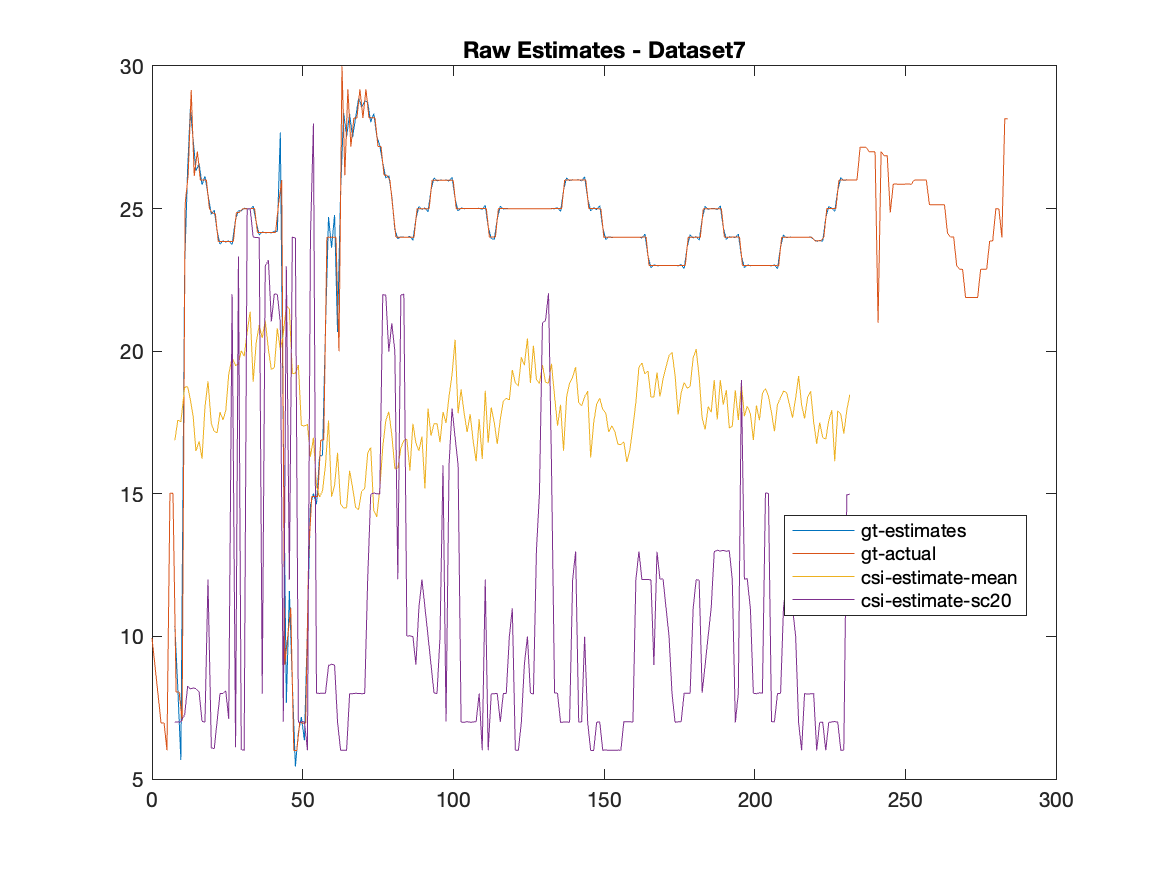 Raw Estimates - Dataset7
30
25
20
15
10
5
gt-estimates
gt-actual
csi-estimate-mean
csi-estimate-sc20
0 50 100 150 200 250 300